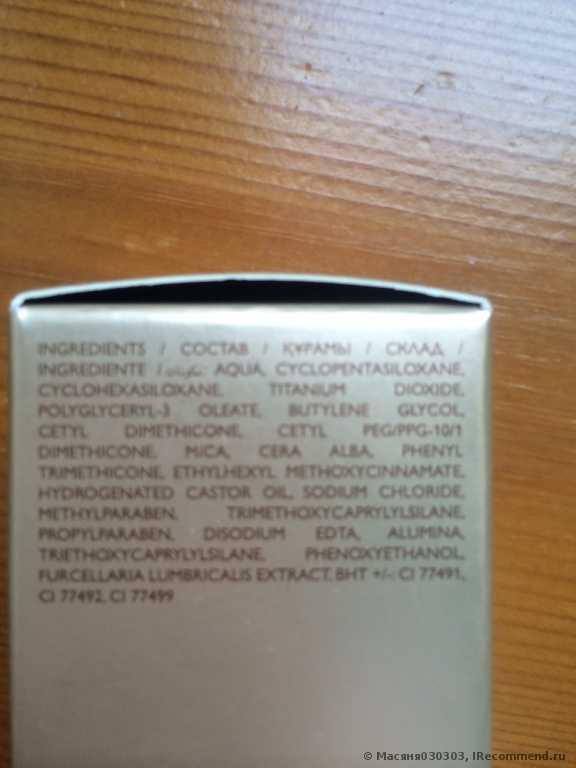 INGREDIENTS / СОСТАВ / ҚҰРАМЫ / СКЛАД /
INGREDIENTE / AQUA, CYCLOPENTASILOXANE,
CYCLOHEXASILOXANE, TITANIUM DIOXIDE,
POLYGLYCERYL-3 OLEATE, BUTYLENE GLYCOL,
CETYL DIMETHICONE, CETYL PEG/PPG-10/1
DIMETHICONE, MICA, CERA ALBA, PHENYL
TRIMETHICONE, ETHYLHEXYL METHOXYCINNAMATE,
HYDROGENATED CASTOR OIL, SODIUM CHLORIDE,
METHYLPARABEN, TRIMETHOXYCAPRYLYLSILANE,
PROPYLPARABEN, DISODIUM EDTA, ALUMINA,
TRIETHOXYCAPRYLYLSILANE, PHENOXYETHANOL,
FURCELLARIA LUMBRICALIS EXTRACT, BHT +/-: CI 77491,
CI 77492, CI 77499
© Масяня030303, IRecommend.ru